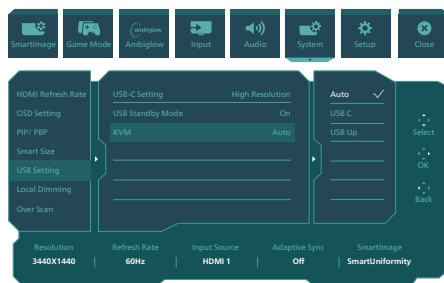 ambiglow
SmartImage Game Mode Ambiglow Input Audio System Setup Close
HDMI Refresh Rate
OSD Setting
PIP/ PBP
Smart Size
USB Setting
Local Dimming
Over Scan
USB-C Setting High Resolution
USB Standby Mode On
KVM Auto
Auto
USB C
USB Up
Select
OK
Back
Resolution Refresh Rate Input Source Adaptive Sync SmartImage
3440X1440 | 60Hz | HDMI 1 | Off | SmartUniformity